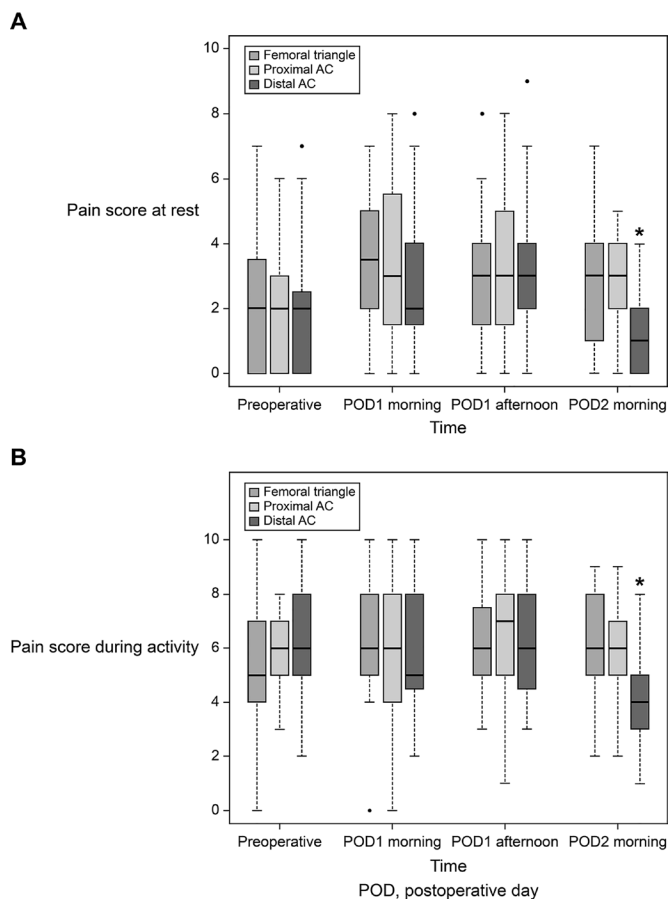 A
Femoral triangle
Proximal AC
Distal AC
Pain score at rest
10
8
6
4
2
0
*
Preoperative POD1 morning POD1 afternoon POD2 morning
Time
B
Femoral triangle
Proximal AC
Distal AC
Pain score during activity
10
8
6
4
2
0
*
Preoperative POD1 morning POD1 afternoon POD2 morning
Time
POD, postoperative day